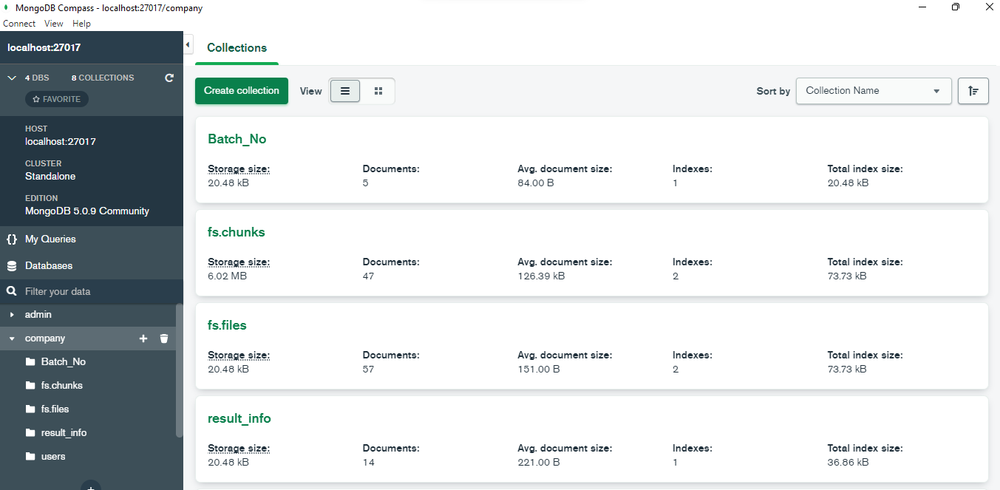 MongoDB Compass - localhost:27017/company
Connect View Help
localhost:27017
4 DBS 8 COLLECTIONS
FAVORITE
HOST
localhost:27017
CLUSTER
Standalone
EDITION
MongoDB 5.0.9 Community
{} My Queries
Databases
Filter your data
admin
company
Batch_No
fs.chunks
fs.files
result_info
users
Collections
Create collection View Sort by Collection Name
Batch_No
Storage size: Documents: Avg. document size: Indexes: Total index size:
20.48 kB 5 84.00 B 1 20.48 kB
fs.chunks
Storage size: Documents: Avg. document size: Indexes: Total index size:
6.02 MB 47 126.39 kB 2 73.73 kB
fs.files
Storage size: Documents: Avg. document size: Indexes: Total index size:
20.48 kB 57 151.00 B 2 73.73 kB
result_info
Storage size: Documents: Avg. document size: Indexes: Total index size:
20.48 kB 14 221.00 B 1 36.86 kB